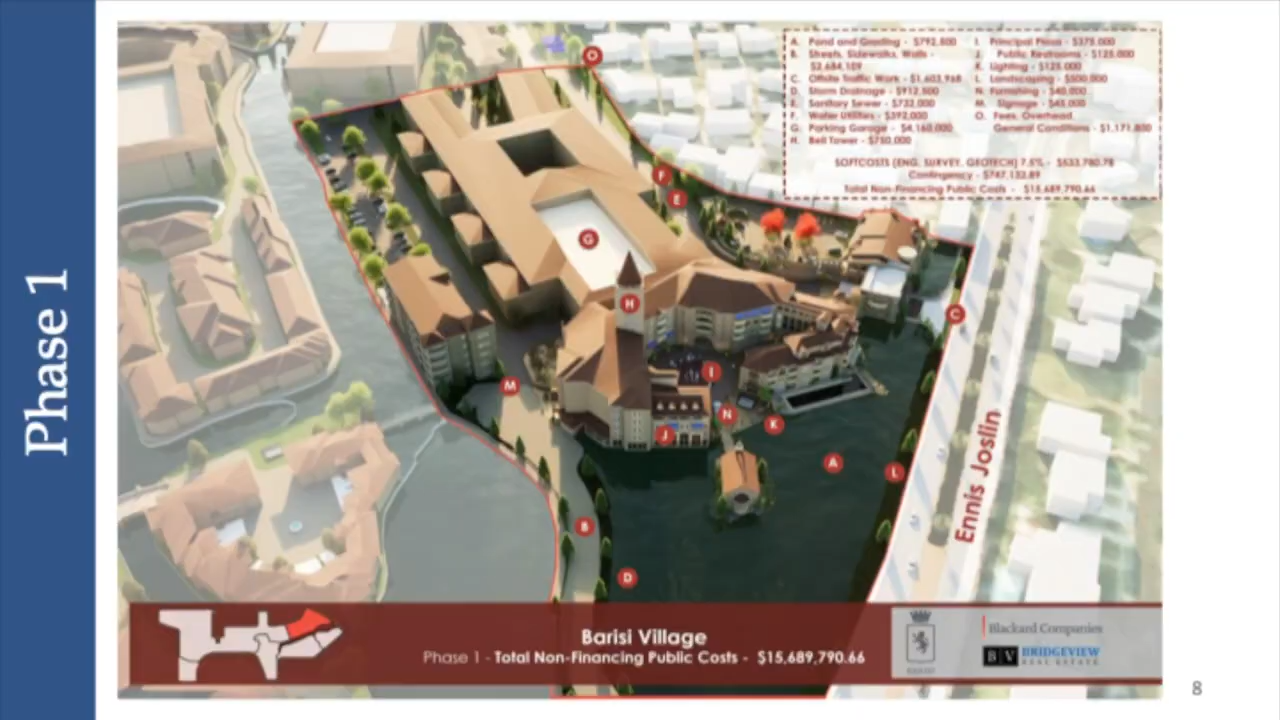 Phase 1
A. Pond and Grading - $792,500
B. Streets, Sidewalks, Walls -
$2,684,109
C. Offsite Traffic Work - $1,603,968
D. Storm Drainage - $912,500
E. Sanitary Sewer - $732,000
F. Water Utilities - $392,000
G. Parking Garage - $4,160,000
H. Bell Tower - $750,000
I. Principal Plaza - $375,000
J. Public Restrooms - $125,000
K. Lighting - $125,000
L. Landscaping - $500,000
N. Furnishing - $40,000
M. Signage - $45,000
O. Fees, Overhead
General Conditions - $1,171,800
SOFTCOSTS (ENG, SURVEY, GEOTECH) 7.5% - $533,780.78
Contingency - $747,132.89
Total Non-Financing Public Costs - $15,689,790.66
O
F
E
G
H
C
I
M
N
K
J
A
L
B
D
Ennis Joslin
Barisi Village
Phase 1 - Total Non-Financing Public Costs - $15,689,790.66
Blackard Companies
BV BRIDGEVIEW
REAL ESTATE
8